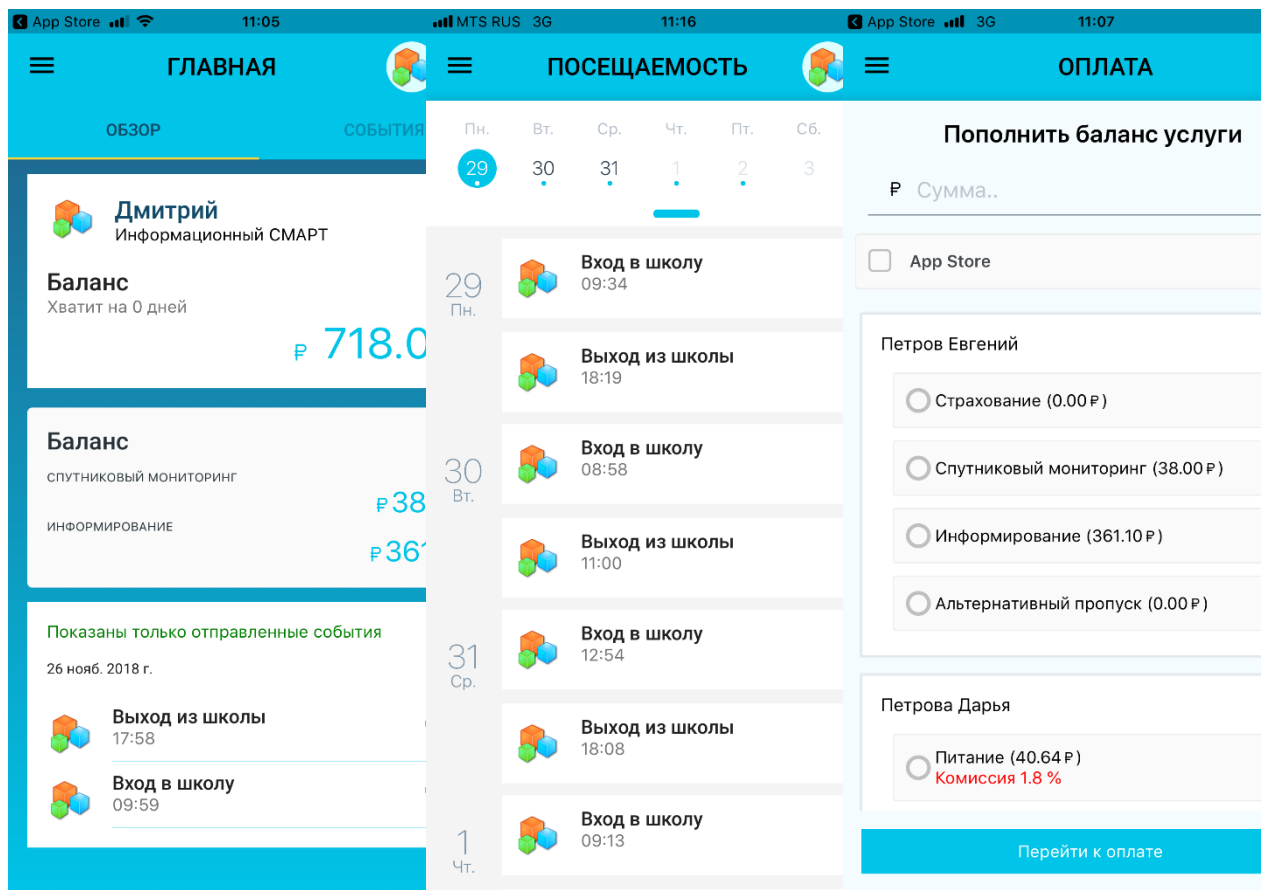 App Store 11:05
ГЛАВНАЯ
ОБЗОР СОБЫТИЯ
Дмитрий
Информационный СМАРТ
Баланс
Хватит на 0 дней
₽ 718.0
Баланс
СПУТНИКОВЫЙ МОНИТОРИНГ
₽38
ИНФОРМИРОВАНИЕ
₽361
Показаны только отправленные события
26 нояб. 2018 г.
Выход из школы
17:58
Вход в школу
09:59
MTS RUS 3G 11:16
ПОСЕЩАЕМОСТЬ
Пн. Вт. Ср. Чт. Пт. Сб.
29 30 31 1 2 3
29
Пн.
Вход в школу
09:34
Выход из школы
18:19
30
Вт.
Вход в школу
08:58
Выход из школы
11:00
31
Ср.
Вход в школу
12:54
Выход из школы
18:08
1
Чт.
Вход в школу
09:13
App Store 3G 11:07
ОПЛАТА
Пополнить баланс услуги
₽ Сумма..
App Store
Петров Евгений
Страхование (0.00₽)
Спутниковый мониторинг (38.00₽)
Информирование (361.10₽)
Альтернативный пропуск (0.00₽)
Петрова Дарья
Питание (40.64₽)
Комиссия 1.8 %
Перейти к оплате